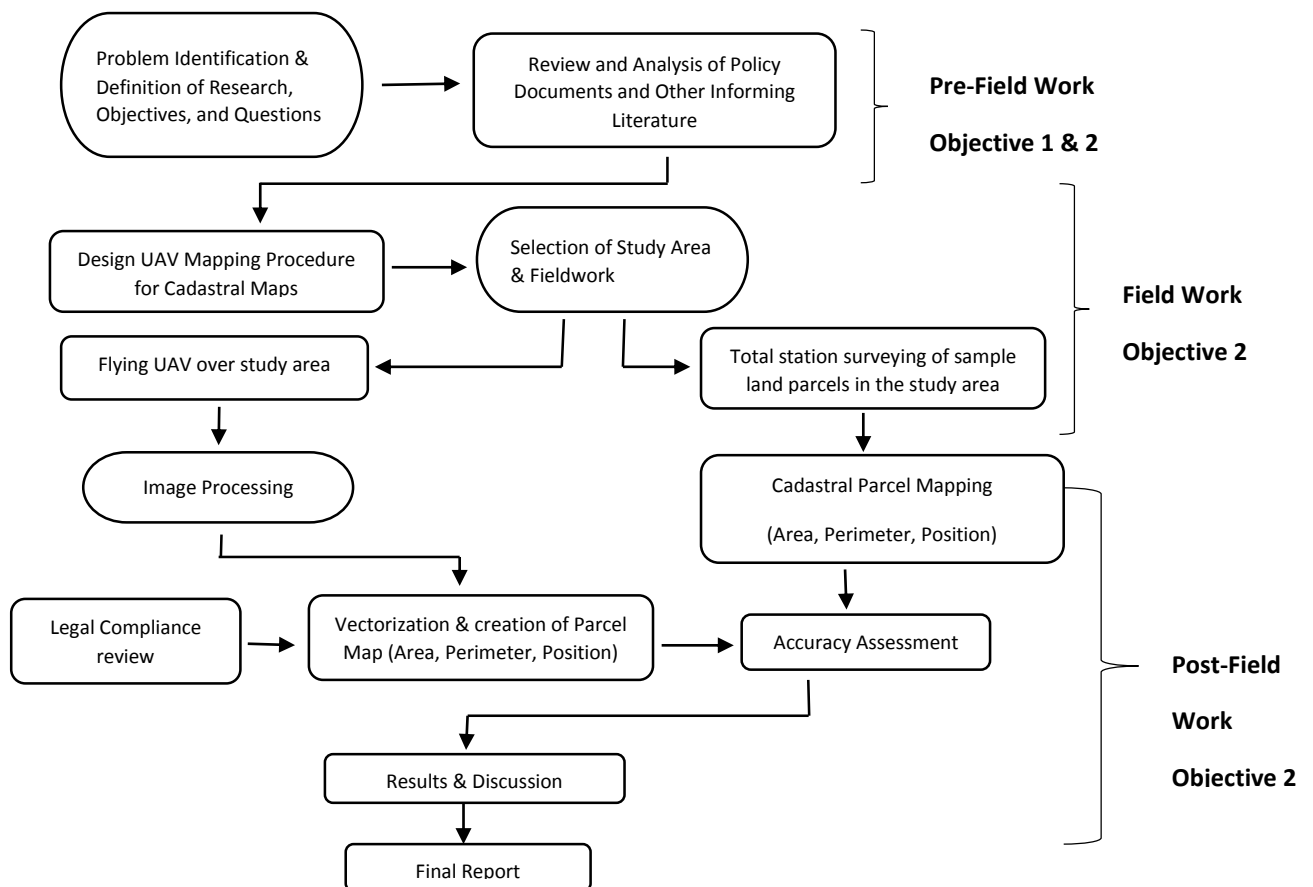 Problem Identification &
Definition of Research,
Objectives, and Questions
Review and Analysis of Policy
Documents and Other Informing
Literature
Pre-Field Work
Objective 1 & 2
Design UAV Mapping Procedure
for Cadastral Maps
Selection of Study Area
& Fieldwork
Field Work
Objective 2
Flying UAV over study area
Total station surveying of sample
land parcels in the study area
Image Processing
Cadastral Parcel Mapping
(Area, Perimeter, Position)
Legal Compliance
review
Vectorization & creation of Parcel
Map (Area, Perimeter, Position)
Accuracy Assessment
Post-Field
Work
Objective 2
Results & Discussion
Final Report